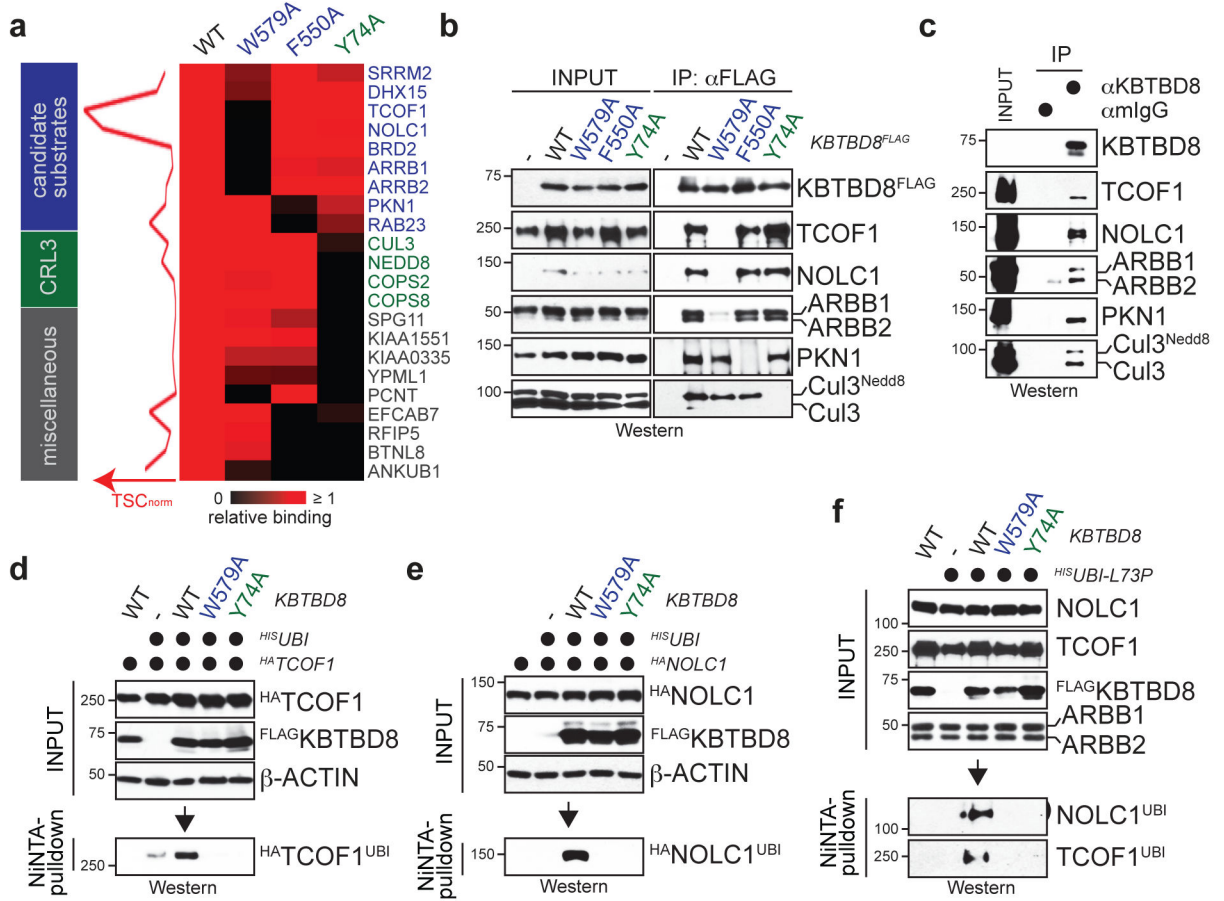 a
WT W579A F550A Y74A
candidate substrates
CRL3
miscellaneous
SRRM2
DHX15
TCOF1
NOLC1
BRD2
ARRB1
ARRB2
PKN1
RAB23
CUL3
NEDD8
COPS2
COPS8
SPG11
KIAA1551
KIAA0335
YPML1
PCNT
EFCAB7
RFIP5
BTNL8
ANKUB1
TSCnorm
0 ≥ 1
relative binding
b
INPUT IP: αFLAG
- WT W579A F550A Y74A - WT W579A F550A Y74A KBTBD8FLAG
75 KBTBD8FLAG
250 TCOF1
150 NOLC1
50 ARBB1
ARBB2
PKN1
150
100 Cul3Nedd8
Cul3
Western
c
INPUT IP
αKBTBD8
αmIgG
75 KBTBD8
250 TCOF1
150 NOLC1
50 ARBB1
ARBB2
150 PKN1
100 Cul3Nedd8
Cul3
Western
d
WT - WT W579A Y74A KBTBD8
HISUBI
HATCOF1
INPUT
250 HATCOF1
75 FLAGKBTBD8
50 β-ACTIN
NiNTA-pulldown
250 HATCOF1UBI
Western
e
- WT W579A Y74A KBTBD8
HISUBI
HANOLC1
INPUT
150 HANOLC1
75 FLAGKBTBD8
50 β-ACTIN
NiNTA-pulldown
150 HANOLC1UBI
Western
f
WT - WT W579A Y74A KBTBD8
HISUBI-L73P
INPUT
NOLC1
100
250 TCOF1
75 FLAGKBTBD8
50 ARBB1
ARBB2
NiNTA-pulldown
NOLC1UBI
100
250 TCOF1UBI
Western